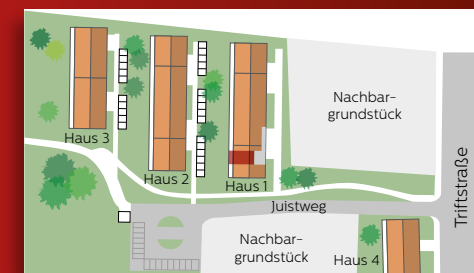 Nachbar-
grundstück
Haus 3
Haus 2
Haus 1
Juistweg
Triftstraße
Nachbar-
grundstück
Haus 4